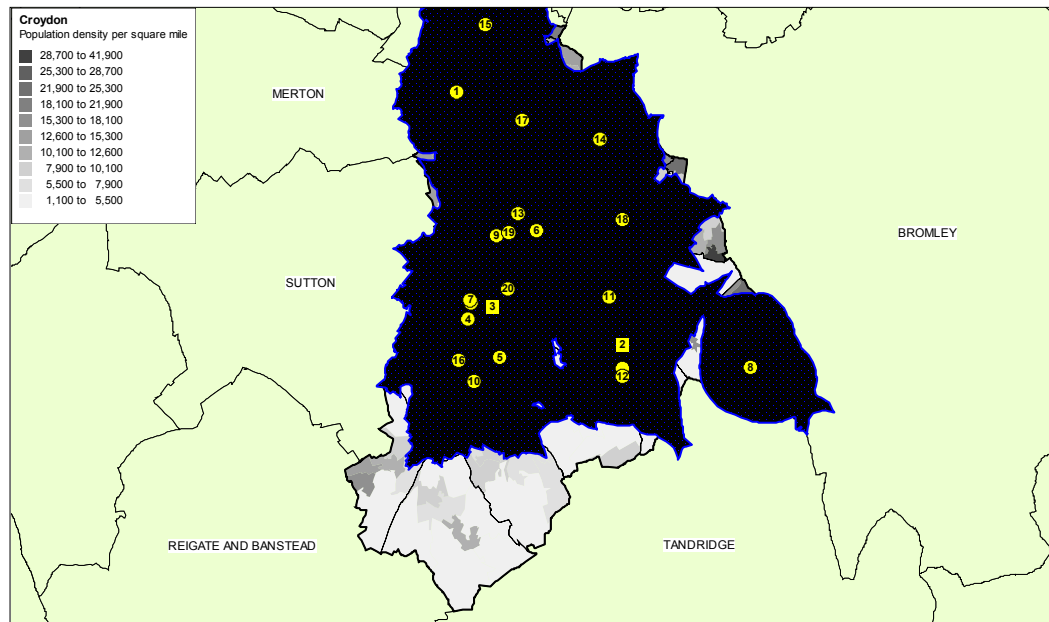 Croydon
Population density per square mile
28,700 to 41,900
25,300 to 28,700
21,900 to 25,300
18,100 to 21,900
15,300 to 18,100
12,600 to 15,300
10,100 to 12,600
7,900 to 10,100
5,500 to 7,900
1,100 to 5,500
15
MERTON
1
17
14
13
18
9
19
6
BROMLEY
SUTTON
20
11
7
3
4
2
5
16
8
12
10
REIGATE AND BANSTEAD
TANDRIDGE